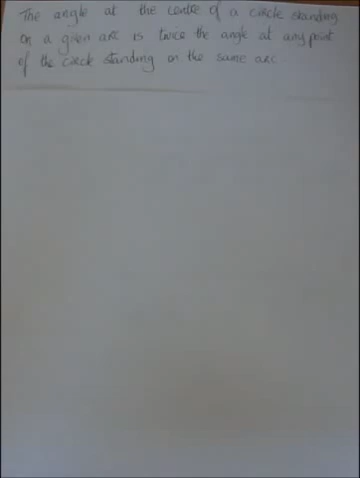 The angle at the centre of a circle standing
on a given arc is twice the angle at any point
of the circle standing on the same arc.